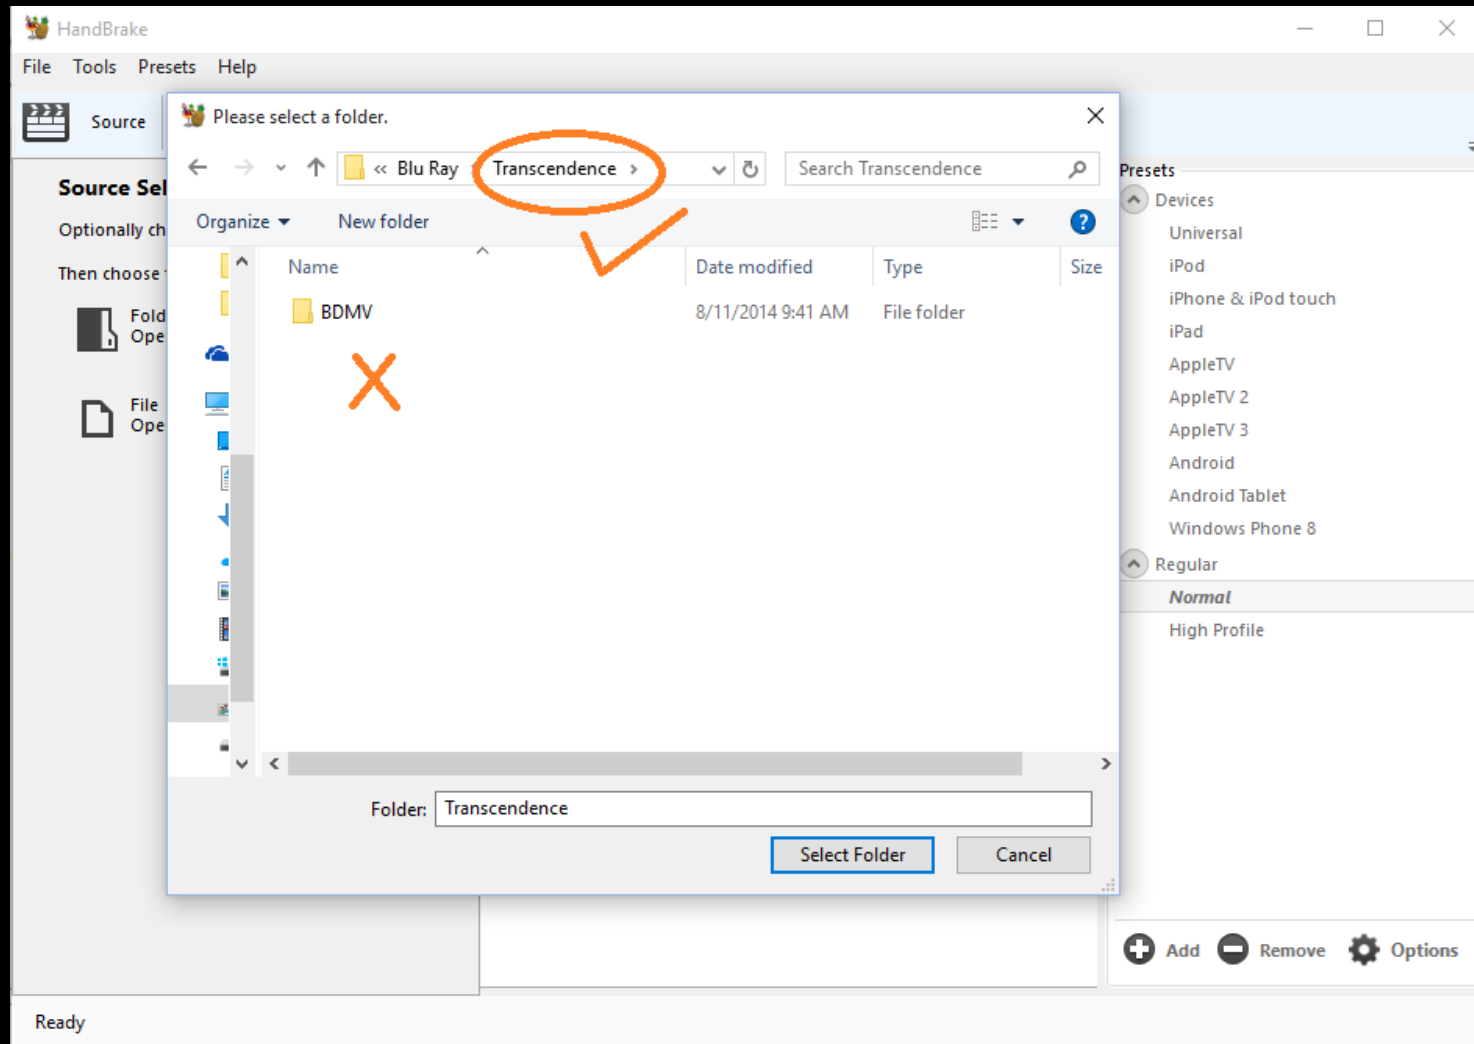 HandBrake
File Tools Presets Help
Source
Please select a folder.
« Blu Ray Transcendence >
Search Transcendence
Organize
New folder
Name
Date modified
Type
Size
BDMV
8/11/2014 9:41 AM
File folder
Folder:
Transcendence
Select Folder
Cancel
Source Sel
Optionally ch
Then choose
Fold
Ope
File
Ope
Presets
Devices
Universal
iPod
iPhone & iPod touch
iPad
AppleTV
AppleTV 2
AppleTV 3
Android
Android Tablet
Windows Phone 8
Regular
Normal
High Profile
Add
Remove
Options
Ready